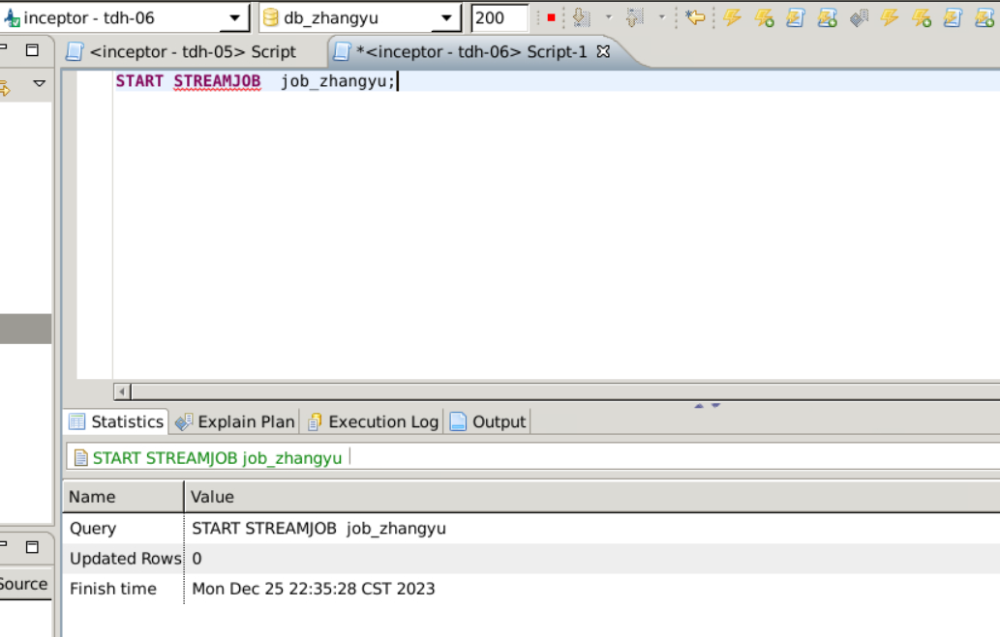 inceptor - tdh-06 db_zhangyu 200
<inceptor - tdh-05> Script *<inceptor - tdh-06> Script-1
START STREAMJOB  job_zhangyu;
Statistics Explain Plan Execution Log Output
START STREAMJOB job_zhangyu
Name Value
Query START STREAMJOB  job_zhangyu
Updated Rows 0
Source
Finish time Mon Dec 25 22:35:28 CST 2023